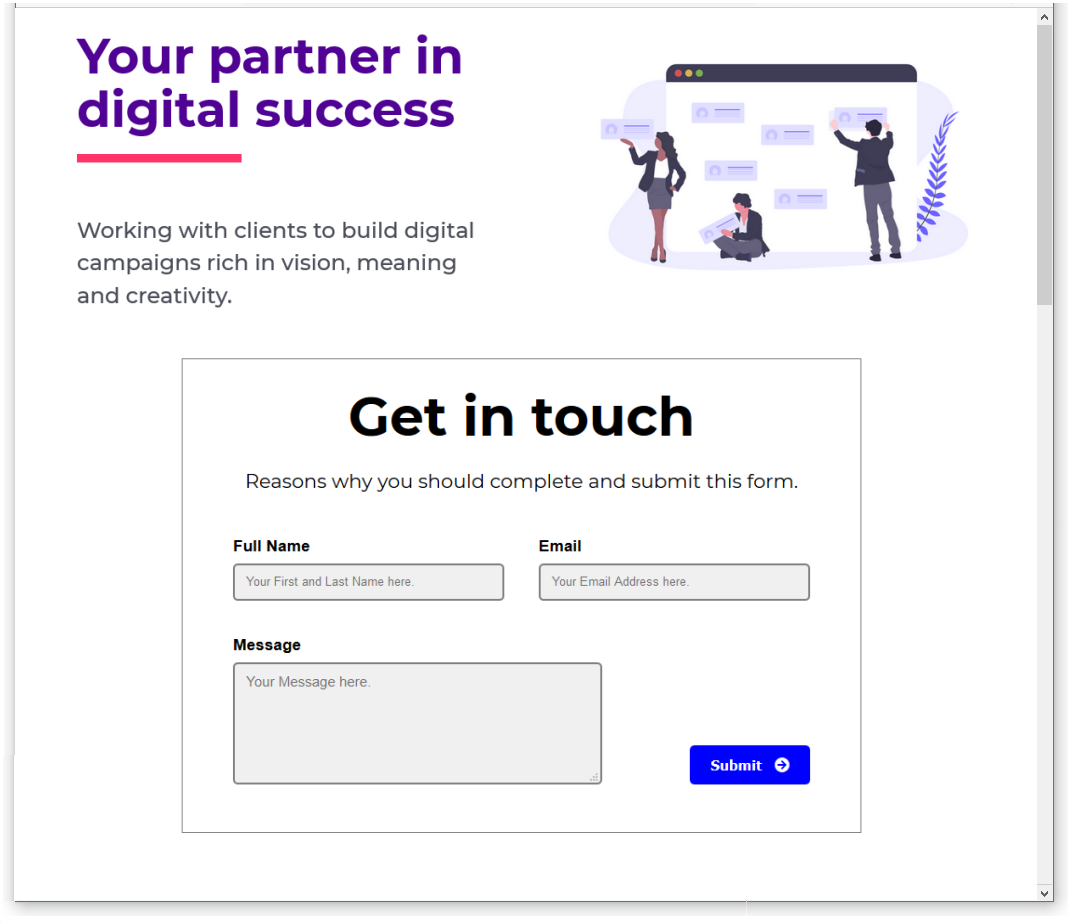 Your partner in
digital success
Working with clients to build digital
campaigns rich in vision, meaning
and creativity.
Get in touch
Reasons why you should complete and submit this form.
Full Name
Email
Your First and Last Name here.
Your Email Address here.
Message
Your Message here.
Submit